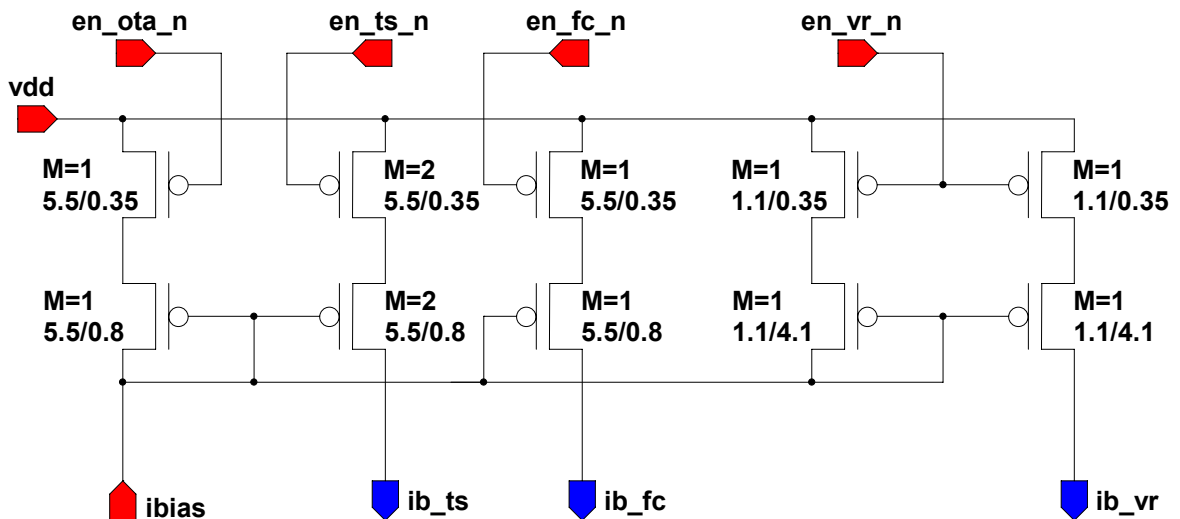 en_ota_n
en_ts_n
en_fc_n
en_vr_n
vdd
M=1
5.5/0.35
M=2
5.5/0.35
M=1
5.5/0.35
M=1
1.1/0.35
M=1
1.1/0.35
M=1
5.5/0.8
M=2
5.5/0.8
M=1
5.5/0.8
M=1
1.1/4.1
M=1
1.1/4.1
ibias
ib_ts
ib_fc
ib_vr